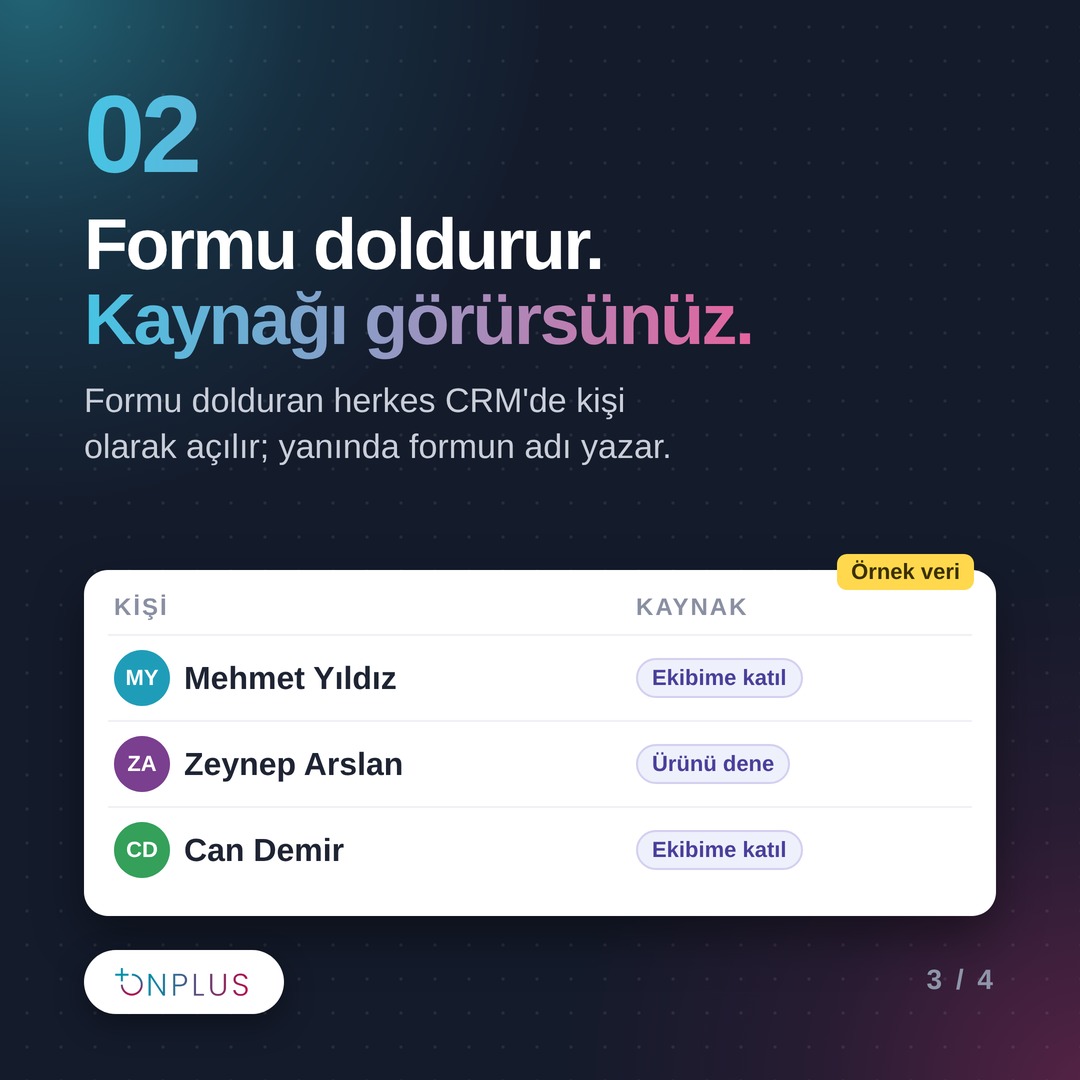 02
Formu doldurur.
Kaynağı görürsünüz.
Formu dolduran herkes CRM'de kişi
olarak açılır; yanında formun adı yazar.
Örnek veri
KİŞİ KAYNAK
MY Mehmet Yıldız Ekibime katıl
ZA Zeynep Arslan Ürünü dene
CD Can Demir Ekibime katıl
ONPLUS
3 / 4